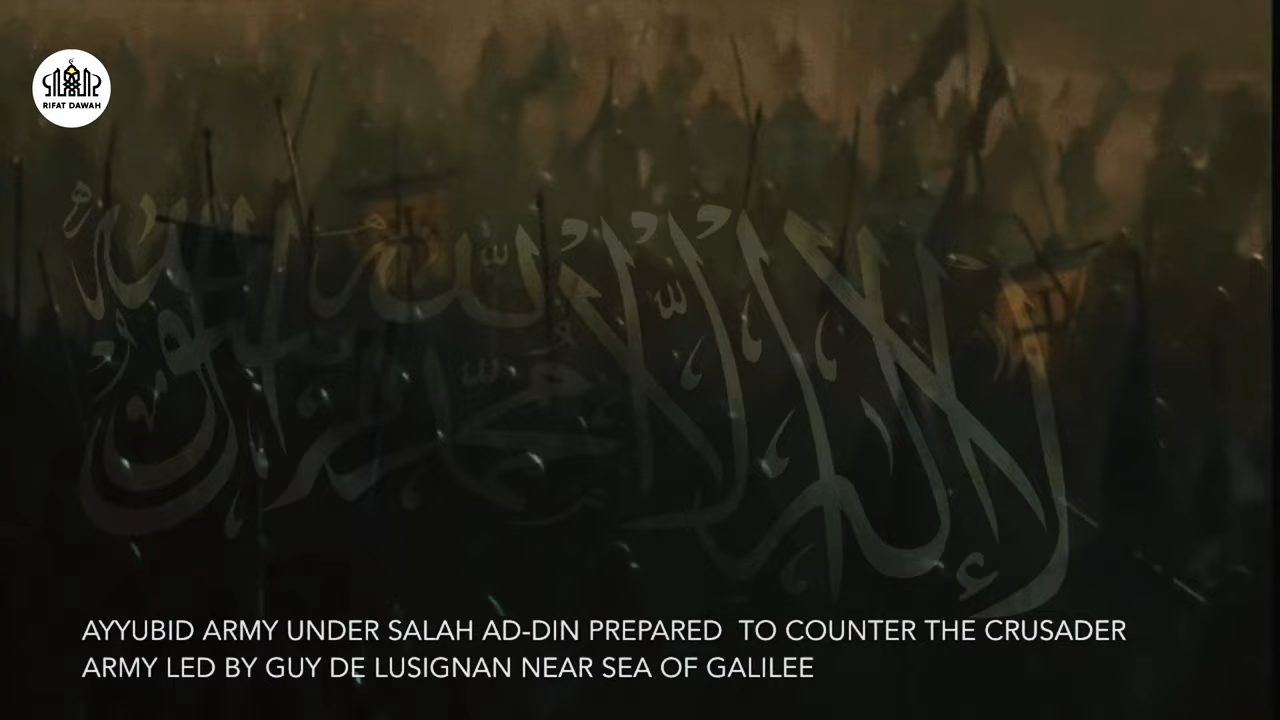 RIFAT DAWAH
لا إله إلا الله
محمد رسول الله
AYYUBID ARMY UNDER SALAH AD-DIN PREPARED  TO COUNTER THE CRUSADER
ARMY LED BY GUY DE LUSIGNAN NEAR SEA OF GALILEE